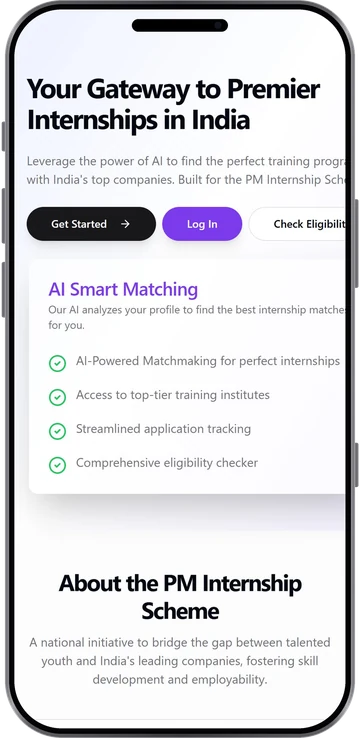 Your Gateway to Premier
Internships in India
Leverage the power of AI to find the perfect training
with India's top companies. Built for the PM Internship
Get Started
Log In
Check
AI Smart Matching
Our AI analyzes your profile to find the best internship
for you.
AI-Powered Matchmaking for perfect internships
Access to top-tier training institutes
Streamlined application tracking
Comprehensive eligibility checker
About the PM Internship
Scheme
A national initiative to bridge the gap between talented
youth and India's leading companies, fostering skill
development and employability.